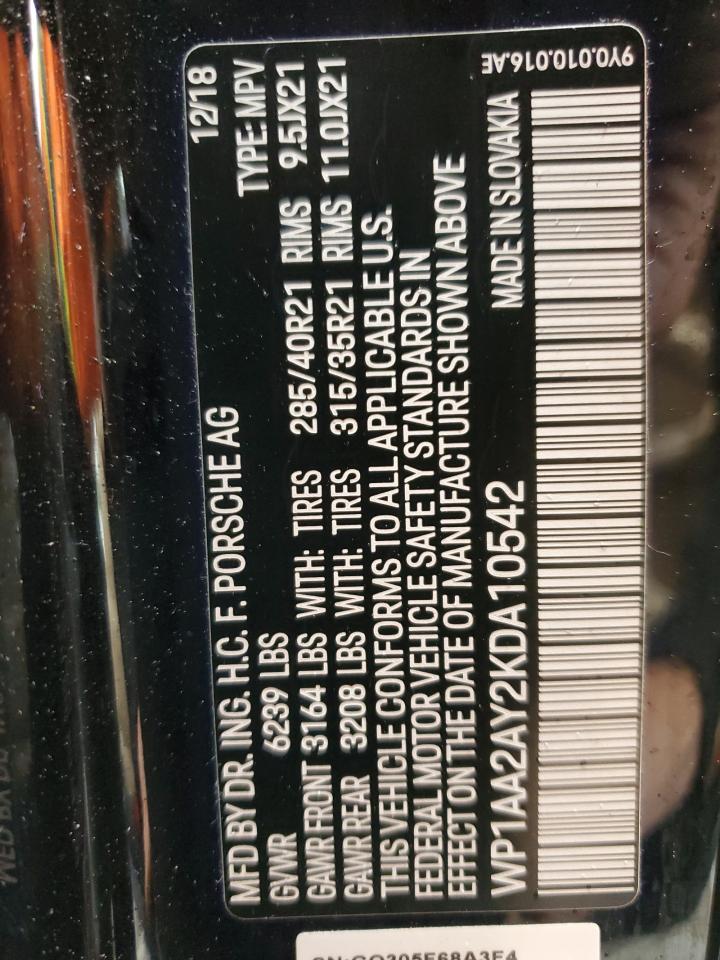 12/18
MFD BY DR. ING. H.C. F. PORSCHE AG TYPE: MPV
GVWR 6239 LBS
GAWR FRONT 3164 LBS WITH: TIRES 285/40R21 RIMS 9.5JX21
GAWR REAR 3208 LBS WITH: TIRES 315/35R21 RIMS 11.0JX21
THIS VEHICLE CONFORMS TO ALL APPLICABLE U.S.
FEDERAL MOTOR VEHICLE SAFETY STANDARDS IN
EFFECT ON THE DATE OF MANUFACTURE SHOWN ABOVE
WP1AA2AY2KDA10542 MADE IN SLOVAKIA
9Y0.010.016.AE